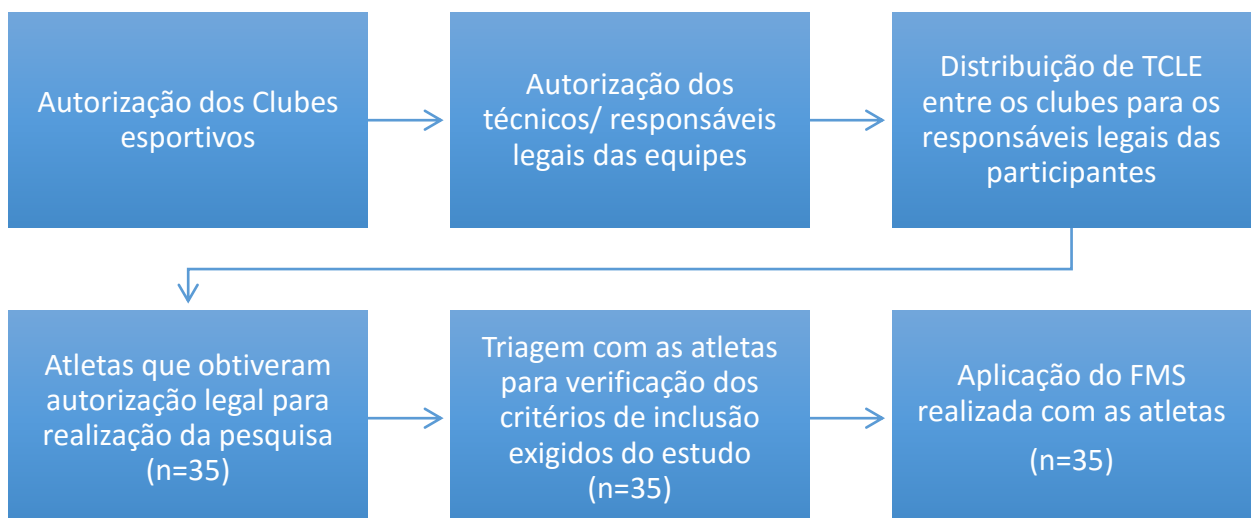 Autorização dos Clubes
esportivos
Autorização dos
técnicos/ responsáveis
legais das equipes
Distribuição de TCLE
entre os clubes para os
responsáveis legais das
participantes
Atletas que obtiveram
autorização legal para
realização da pesquisa
(n=35)
Triagem com as atletas
para verificação dos
critérios de inclusão
exigidos do estudo
(n=35)
Aplicação do FMS
realizada com as atletas
(n=35)